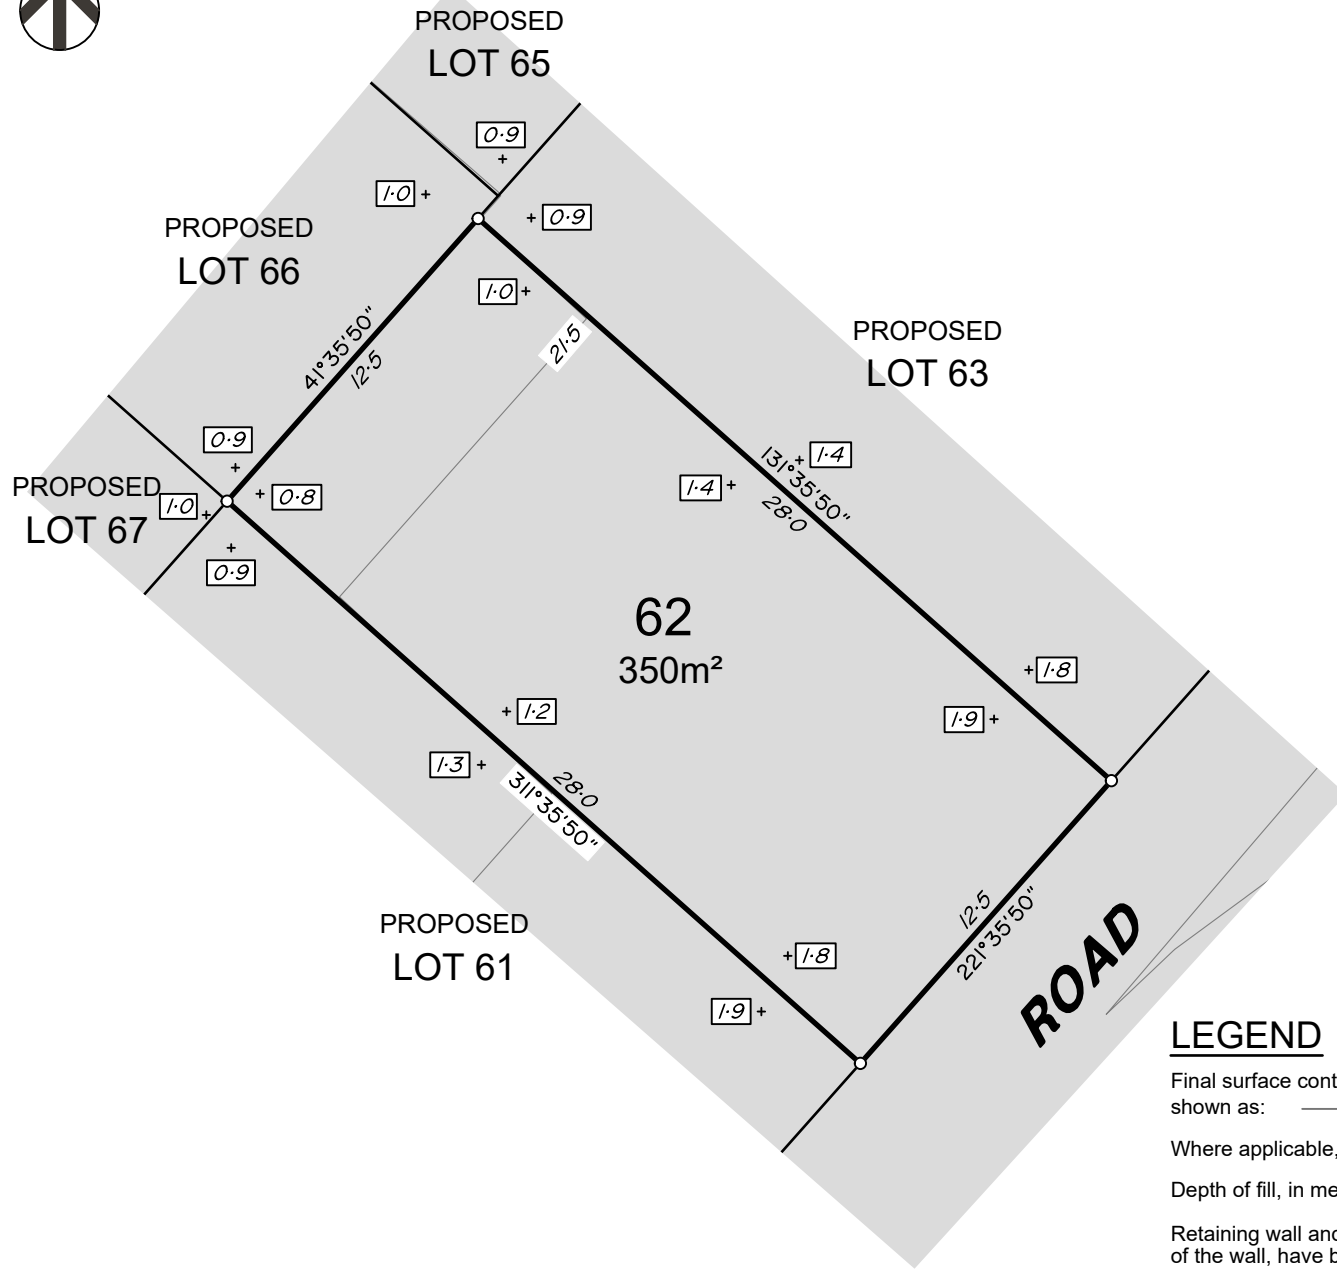 PROPOSED
LOT 65
0·9
1·0
0·9
PROPOSED
LOT 66
1·0
41°35'50"
12·5
21·5
PROPOSED
LOT 63
0·9
131°35'50"
28·0
1·4
1·4
PROPOSED
LOT 67
1·0
0·8
0·9
62
350m²
1·8
1·9
1·2
1·3
28·0
311°35'50"
PROPOSED
LOT 61
12·5
221°35'50"
1·8
1·9
ROAD
LEGEND
Final surface cont
shown as:
Where applicable,
Depth of fill, in me
Retaining wall and
of the wall, have b